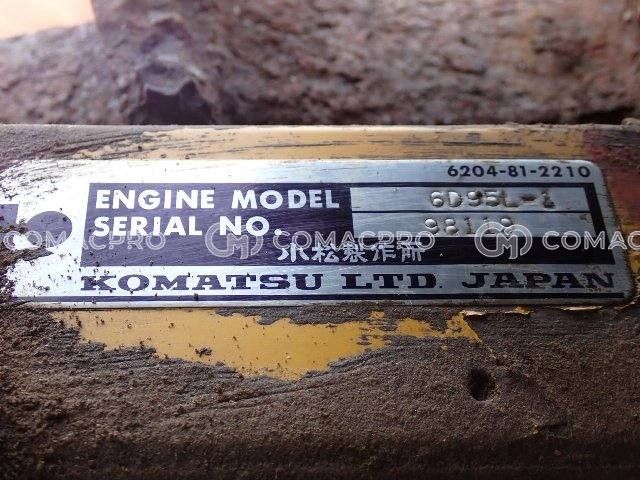 6204-81-2210
ENGINE MODEL 6D95L-1
SERIAL NO. 98119
小松製作所
KOMATSU LTD. JAPAN
COMACPRO COMACPRO COMACPRO